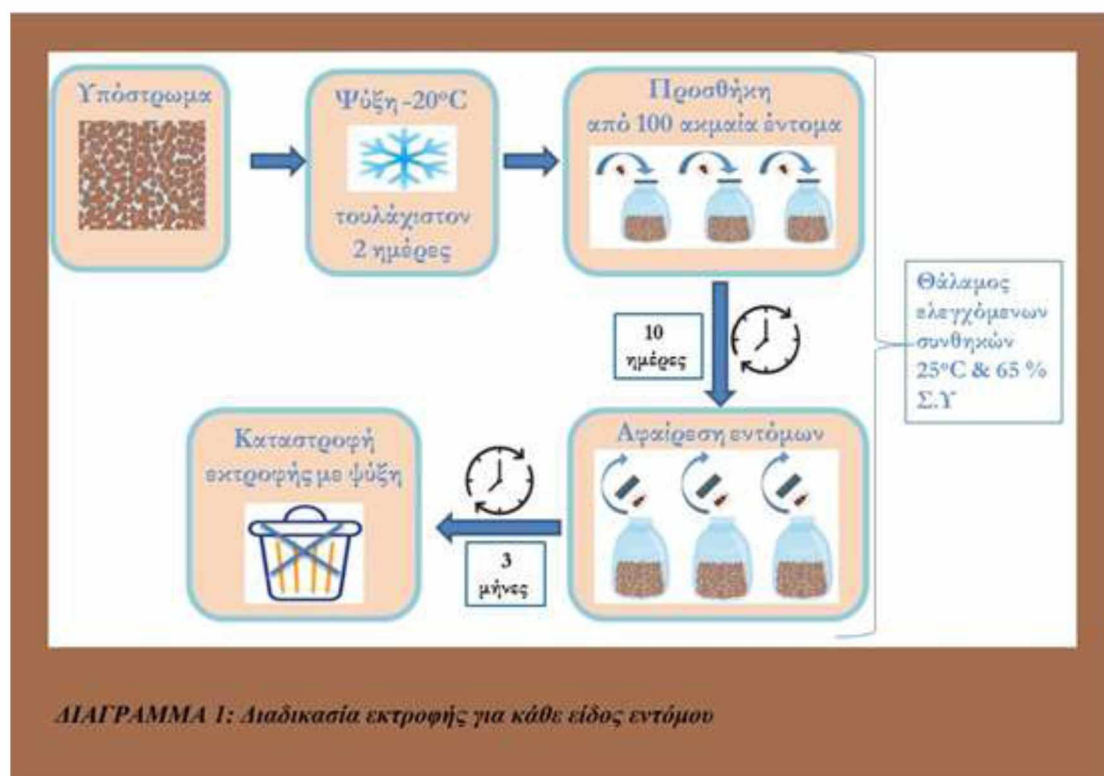 Υπόστρωμα
Ψύξη -20°C
τουλάχιστον
2 ημέρες
Προσθήκη
από 100 ακμαία έντομα
10
ημέρες
Θάλαμος
ελεγχόμενων
συνθηκών
25°C & 65 %
Σ.Υ
Αφαίρεση εντόμων
3
μήνες
Καταστροφή
εκτροφής με ψύξη
ΔΙΑΓΡΑΜΜΑ 1: Διαδικασία εκτροφής για κάθε είδος εντόμου